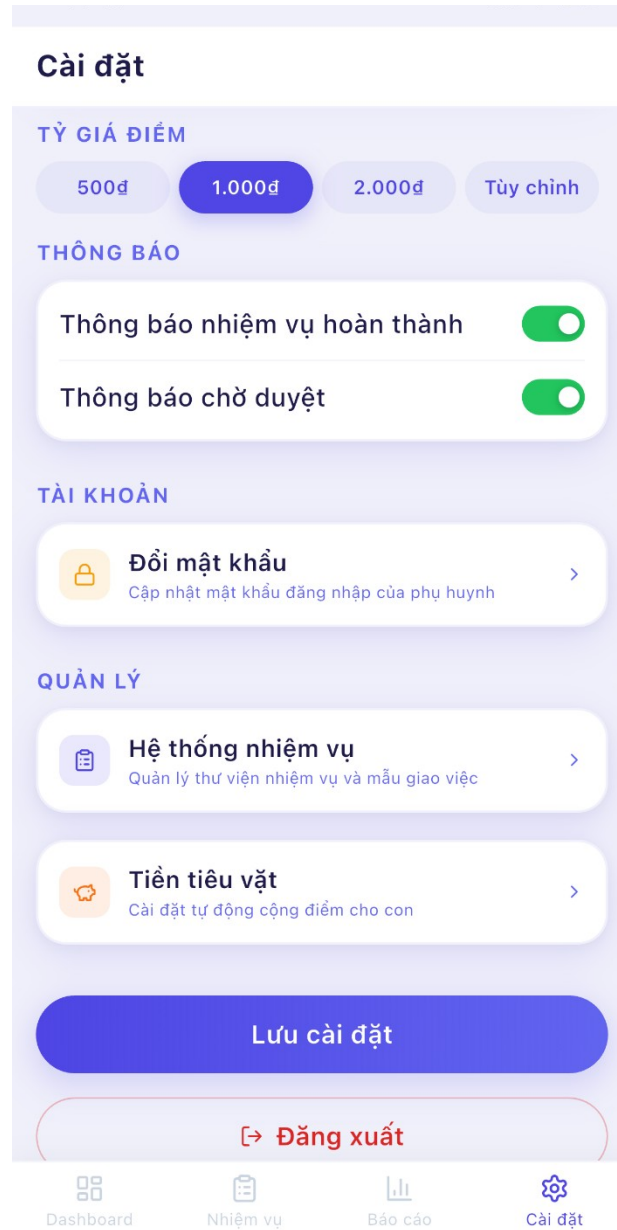 Cài đặt
TỶ GIÁ ĐIỂM
500₫ 1.000₫ 2.000₫ Tùy chỉnh
THÔNG BÁO
Thông báo nhiệm vụ hoàn thành
Thông báo chờ duyệt
TÀI KHOẢN
Đổi mật khẩu
Cập nhật mật khẩu đăng nhập của phụ huynh
QUẢN LÝ
Hệ thống nhiệm vụ
Quản lý thư viện nhiệm vụ và mẫu giao việc
Tiền tiêu vặt
Cài đặt tự động cộng điểm cho con
Lưu cài đặt
Đăng xuất
Dashboard Nhiệm vụ Báo cáo Cài đặt